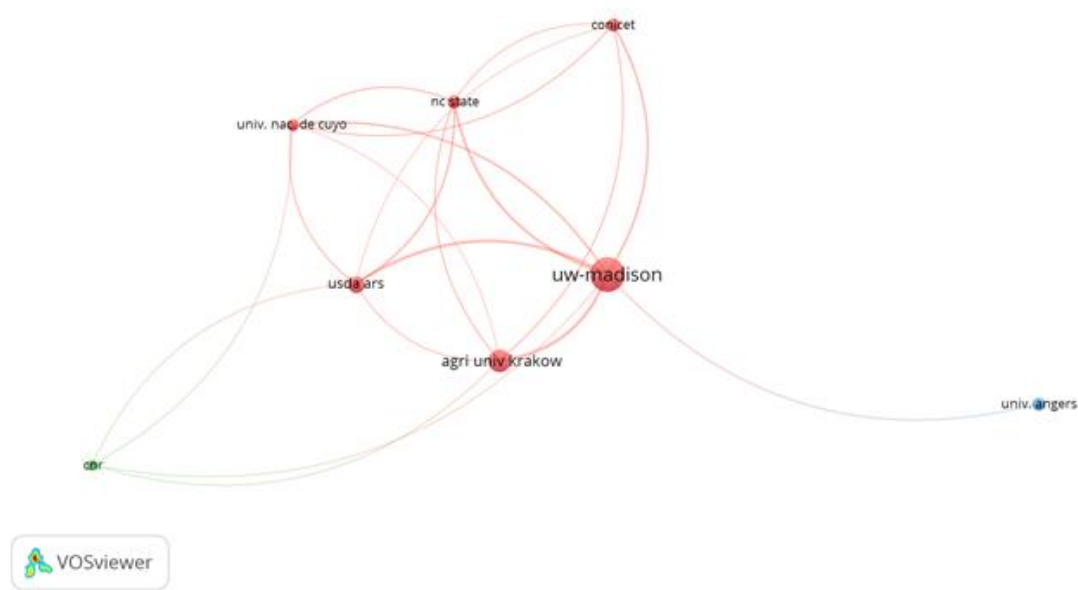 conicet
nc state
univ. nac. de cuyo
uw-madison
usda ars
agri univ krakow
univ. angers
cnr
VOSviewer